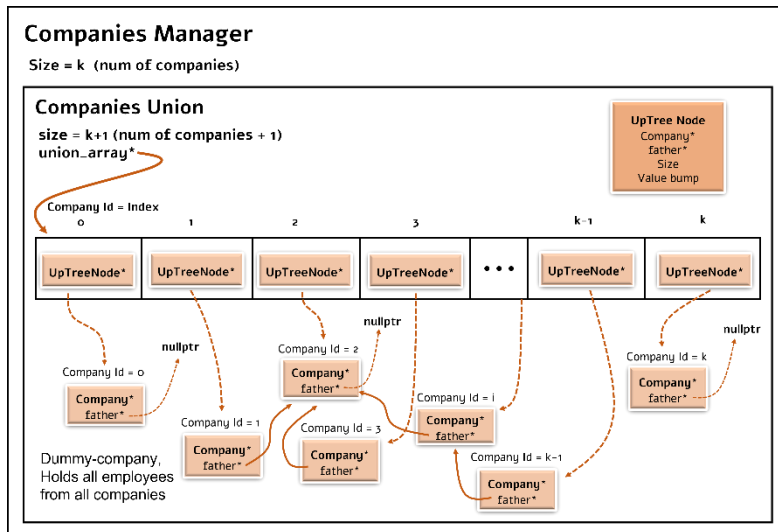 Companies Manager
Size = k (num of companies)
Companies Union
size = k+1 (num of companies + 1)
union_array*
UpTree Node
Company*
father*
Size
Value bump
Company Id = Index
0 1 2 3 k-1 k
UpTreeNode* UpTreeNode* UpTreeNode* UpTreeNode* ••• UpTreeNode* UpTreeNode*
nullptr
nullptr
nullptr
Company Id = 0
Company*
father*
Company Id = 2
Company*
father*
Company Id = k
Company*
father*
Company Id = 1
Company*
father*
Company Id = 3
Company*
father*
Company Id = i
Company*
father*
Company Id = k-1
Company*
father*
Dummy-company,
Holds all employees
from all companies